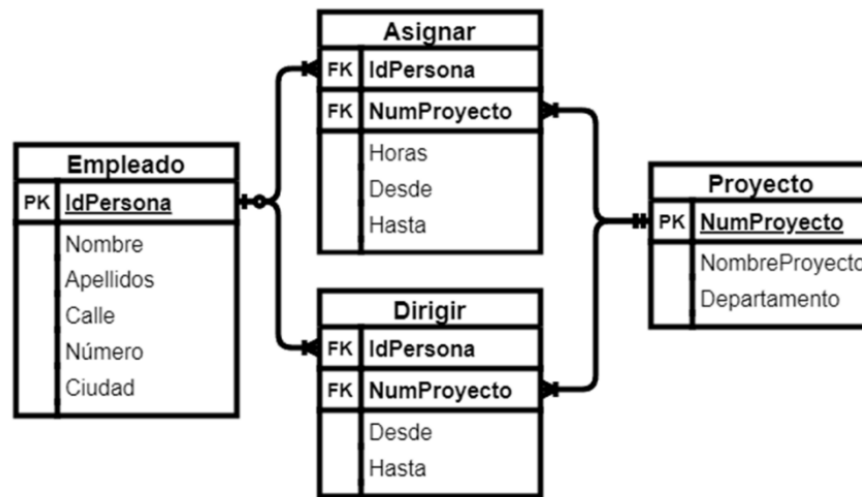 Empleado
PK IdPersona
Nombre
Apellidos
Calle
Número
Ciudad
Asignar
FK IdPersona
FK NumProyecto
Horas
Desde
Hasta
Dirigir
FK IdPersona
FK NumProyecto
Desde
Hasta
Proyecto
PK NumProyecto
NombreProyecto
Departamento